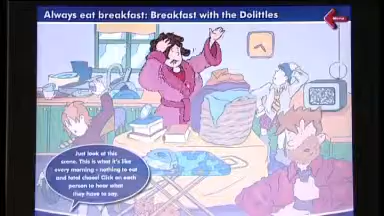 Always eat breakfast: Breakfast with the Dolittles
Menu
Just look at this
scene. This is what it's like
every morning - nothing to eat
and total chaos! Click on each
person to hear what
they have to say.